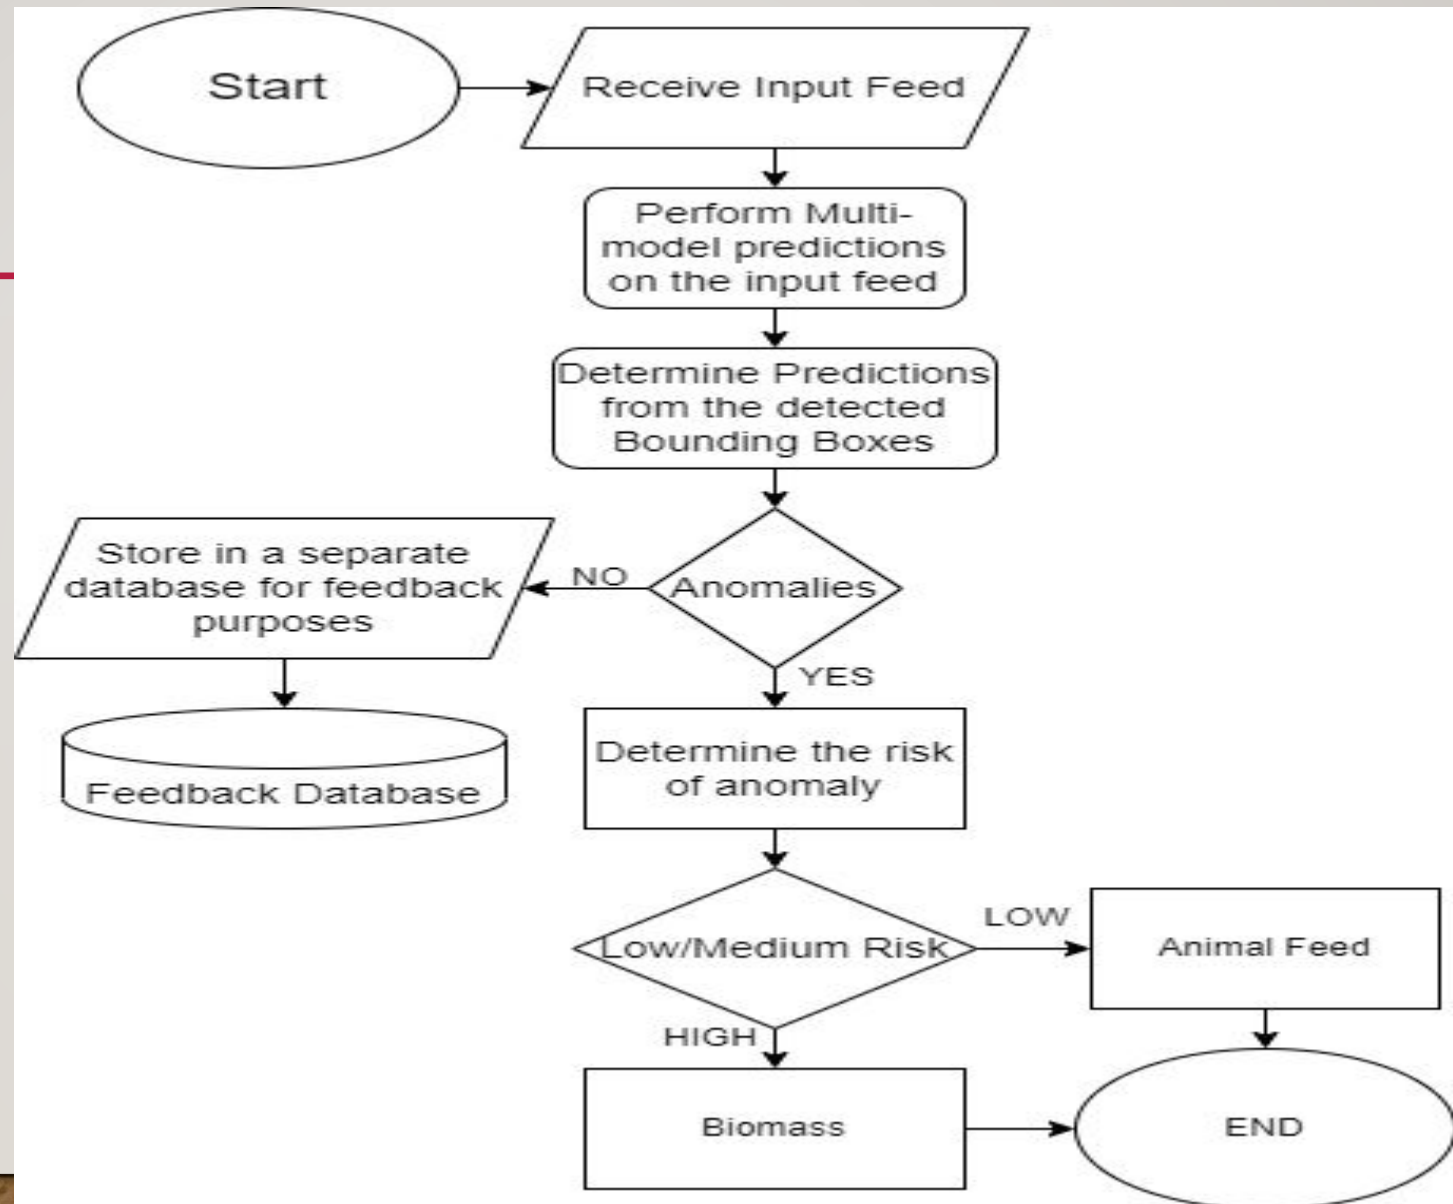 Start
Receive Input Feed
Perform Multi-
model predictions
on the input feed
Determine Predictions
from the detected
Bounding Boxes
Anomalies
NO
Store in a separate
database for feedback
purposes
Feedback Database
YES
Determine the risk
of anomaly
Low/Medium Risk
LOW
Animal Feed
HIGH
Biomass
END